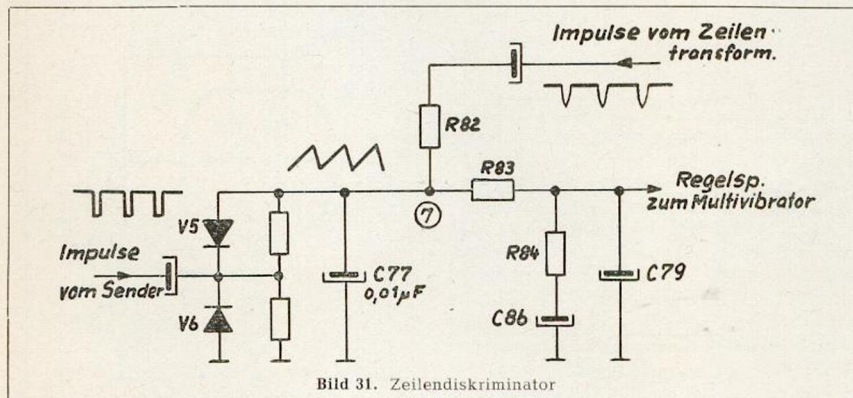 Impulse vom Zeilen-
transform.
R82
R83
Regelsp.
zum Multivibrator
7
V5
Impulse
vom Sender
R84
C77
0,01µF
C79
V6
C86
Bild 31. Zeilendiskriminator